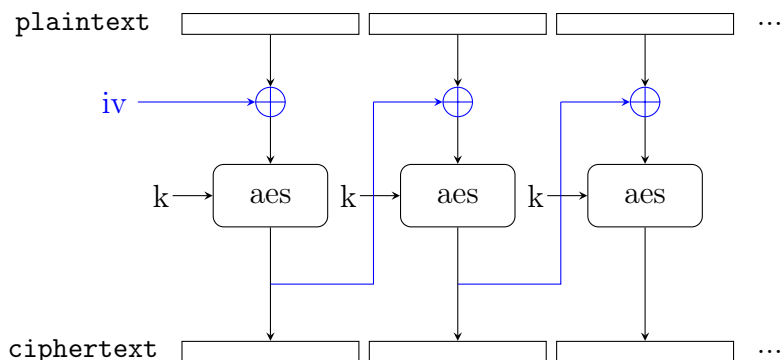 plaintext ...
iv
k aes k aes k aes
ciphertext ...